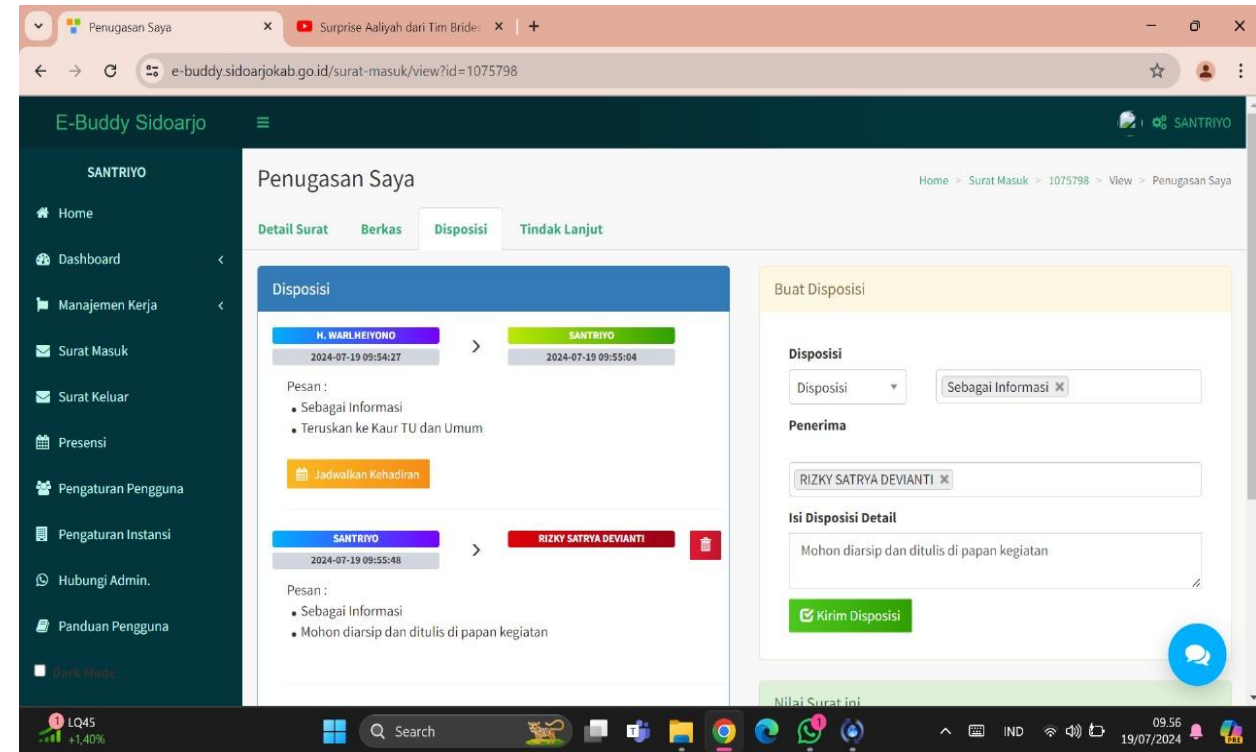 Penugasan Saya
Surprise Aaliyah dari Tim Brides
e-buddy.sidoarjokab.go.id/surat-masuk/view?id=1075798
E-Buddy Sidoarjo
SANTRIYO
SANTRIYO
Home
Dashboard
Manajemen Kerja
Surat Masuk
Surat Keluar
Presensi
Pengaturan Pengguna
Pengaturan Instansi
Hubungi Admin.
Panduan Pengguna
Dark Mode
Penugasan Saya
Home > Surat Masuk > 1075798 > View > Penugasan Saya
Detail Surat Berkas Disposisi Tindak Lanjut
Disposisi
H. WARLHEIYONO > SANTRIYO
2024-07-19 09:54:27 2024-07-19 09:55:04
Pesan :
• Sebagai Informasi
• Teruskan ke Kaur TU dan Umum
Jadwalkan Kehadiran
SANTRIYO > RIZKY SATRYA DEVIANTI
2024-07-19 09:55:48
Pesan :
• Sebagai Informasi
• Mohon diarsip dan ditulis di papan kegiatan
Buat Disposisi
Disposisi
Disposisi Sebagai Informasi ×
Penerima
RIZKY SATRYA DEVIANTI ×
Isi Disposisi Detail
Mohon diarsip dan ditulis di papan kegiatan
Kirim Disposisi
Nilai Surat ini
1
LQ45
+1,40%
Search
IND
09.56
19/07/2024